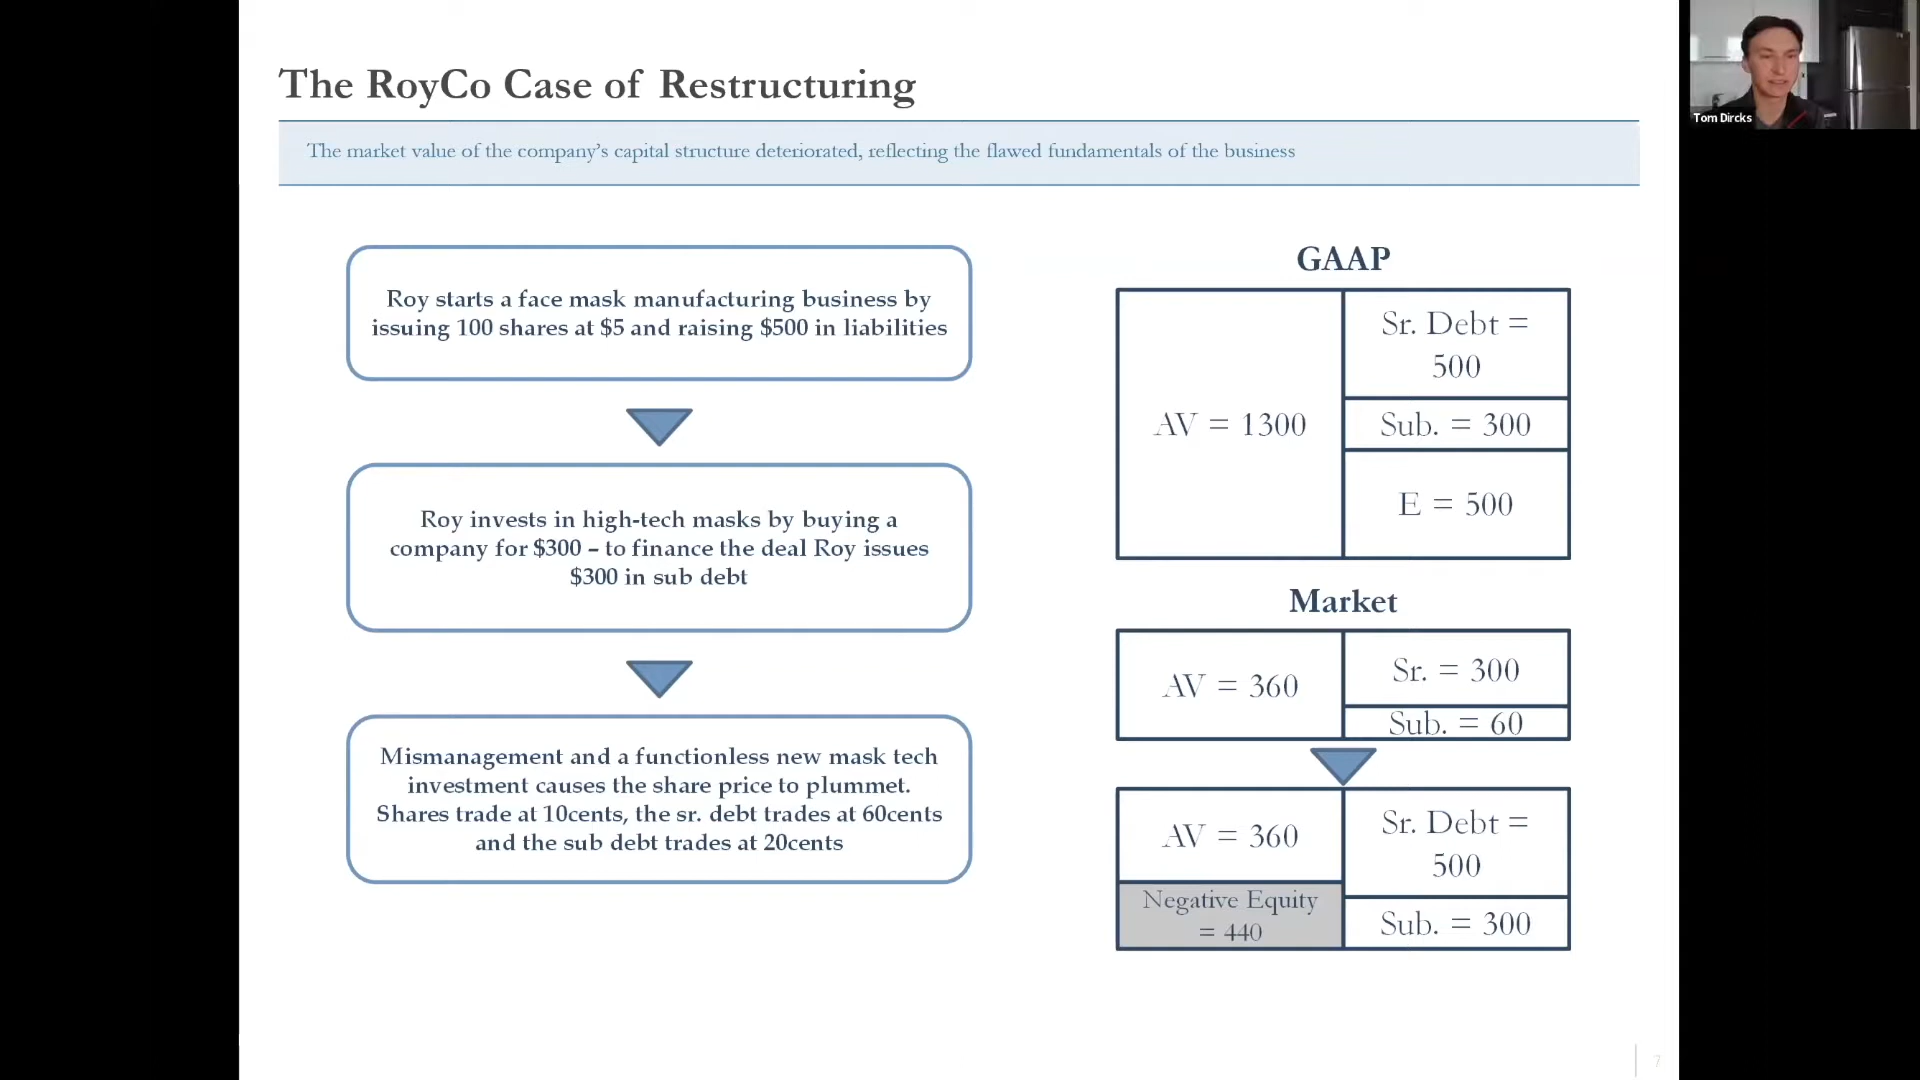 The RoyCo Case of Restructuring
The market value of the company's capital structure deteriorated, reflecting the flawed fundamentals of the business
Roy starts a face mask manufacturing business by
issuing 100 shares at $5 and raising $500 in liabilities
Roy invests in high-tech masks by buying a
company for $300 – to finance the deal Roy issues
$300 in sub debt
Mismanagement and a functionless new mask tech
investment causes the share price to plummet.
Shares trade at 10cents, the sr. debt trades at 60cents
and the sub debt trades at 20cents
GAAP
AV = 1300
Sr. Debt =
500
Sub. = 300
E = 500
Market
AV = 360
Sr. = 300
Sub. = 60
AV = 360
Negative Equity
= 440
Sr. Debt =
500
Sub. = 300
7
Tom Dircks